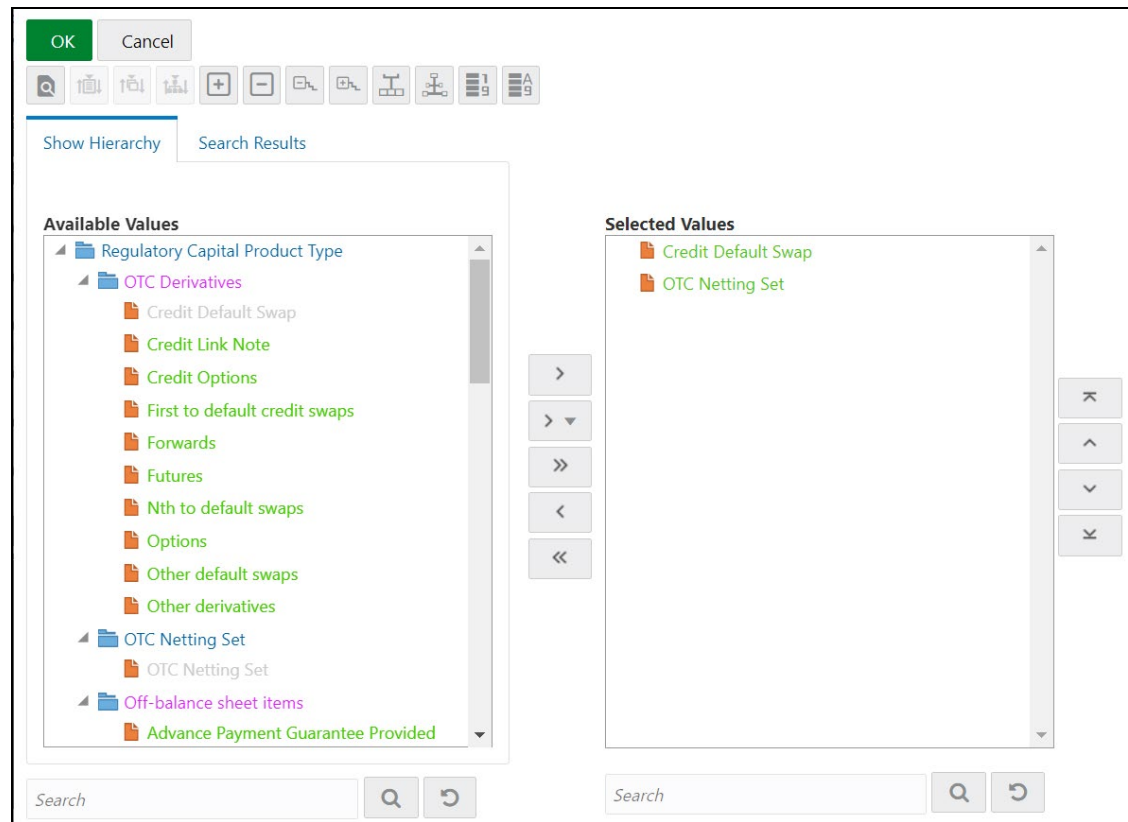 OK Cancel
Show Hierarchy Search Results
Available Values
Regulatory Capital Product Type
OTC Derivatives
Credit Default Swap
Credit Link Note
Credit Options
First to default credit swaps
Forwards
Futures
Nth to default swaps
Options
Other default swaps
Other derivatives
OTC Netting Set
OTC Netting Set
Off-balance sheet items
Advance Payment Guarantee Provided
Search
Selected Values
Credit Default Swap
OTC Netting Set
Search